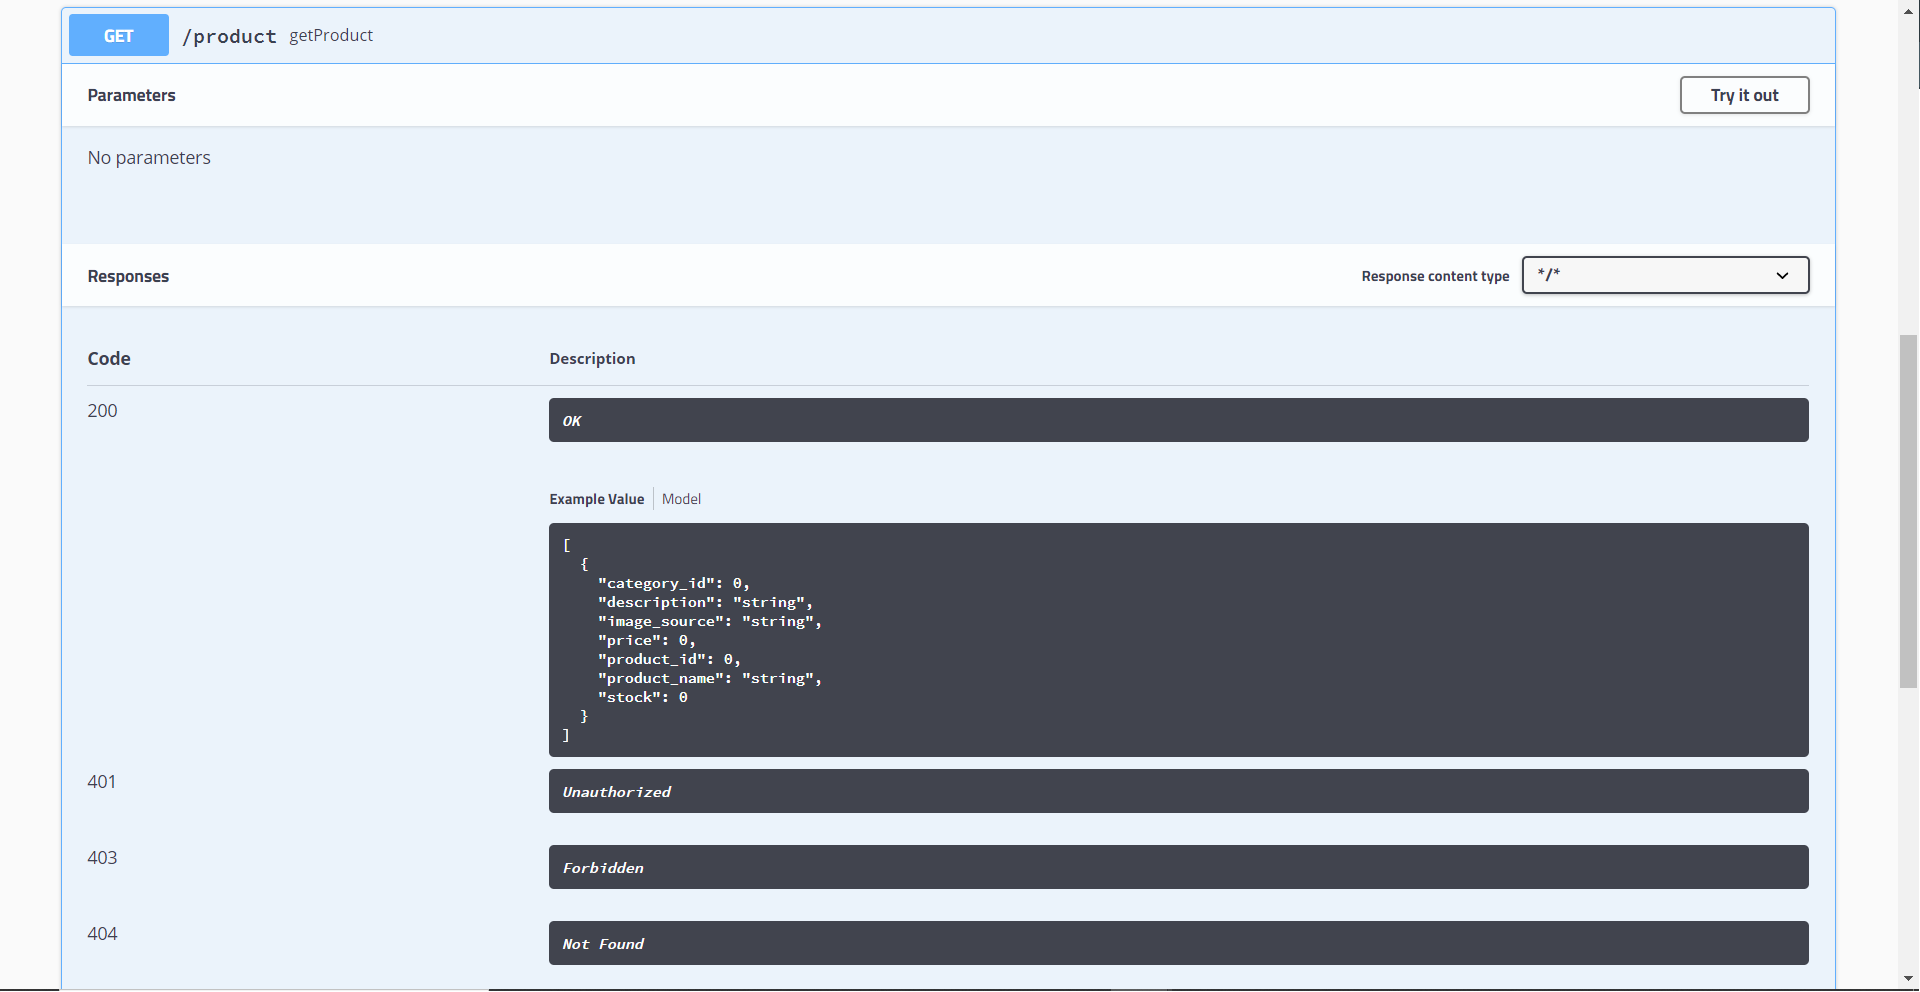 GET /product getProduct
Parameters
Try it out
No parameters
Responses
Response content type */*
Code Description
200 OK
Example Value Model
[
  {
    "category_id": 0,
    "description": "string",
    "image_source": "string",
    "price": 0,
    "product_id": 0,
    "product_name": "string",
    "stock": 0
  }
]
401 Unauthorized
403 Forbidden
404 Not Found